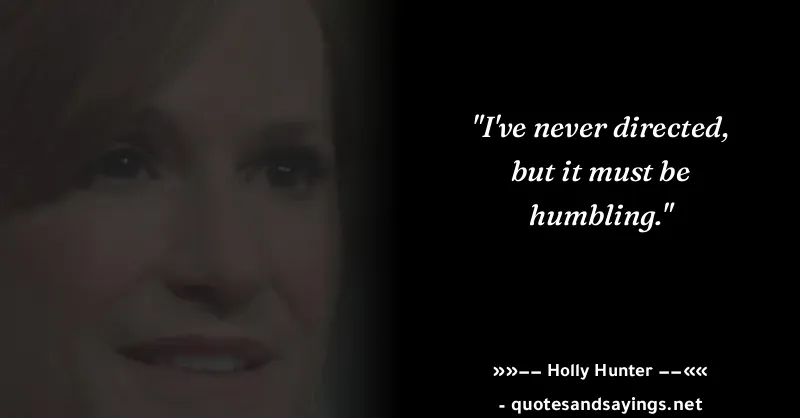 "I've never directed,
but it must be
humbling."
»»–– Holly Hunter ––««
- quotesandsayings.net